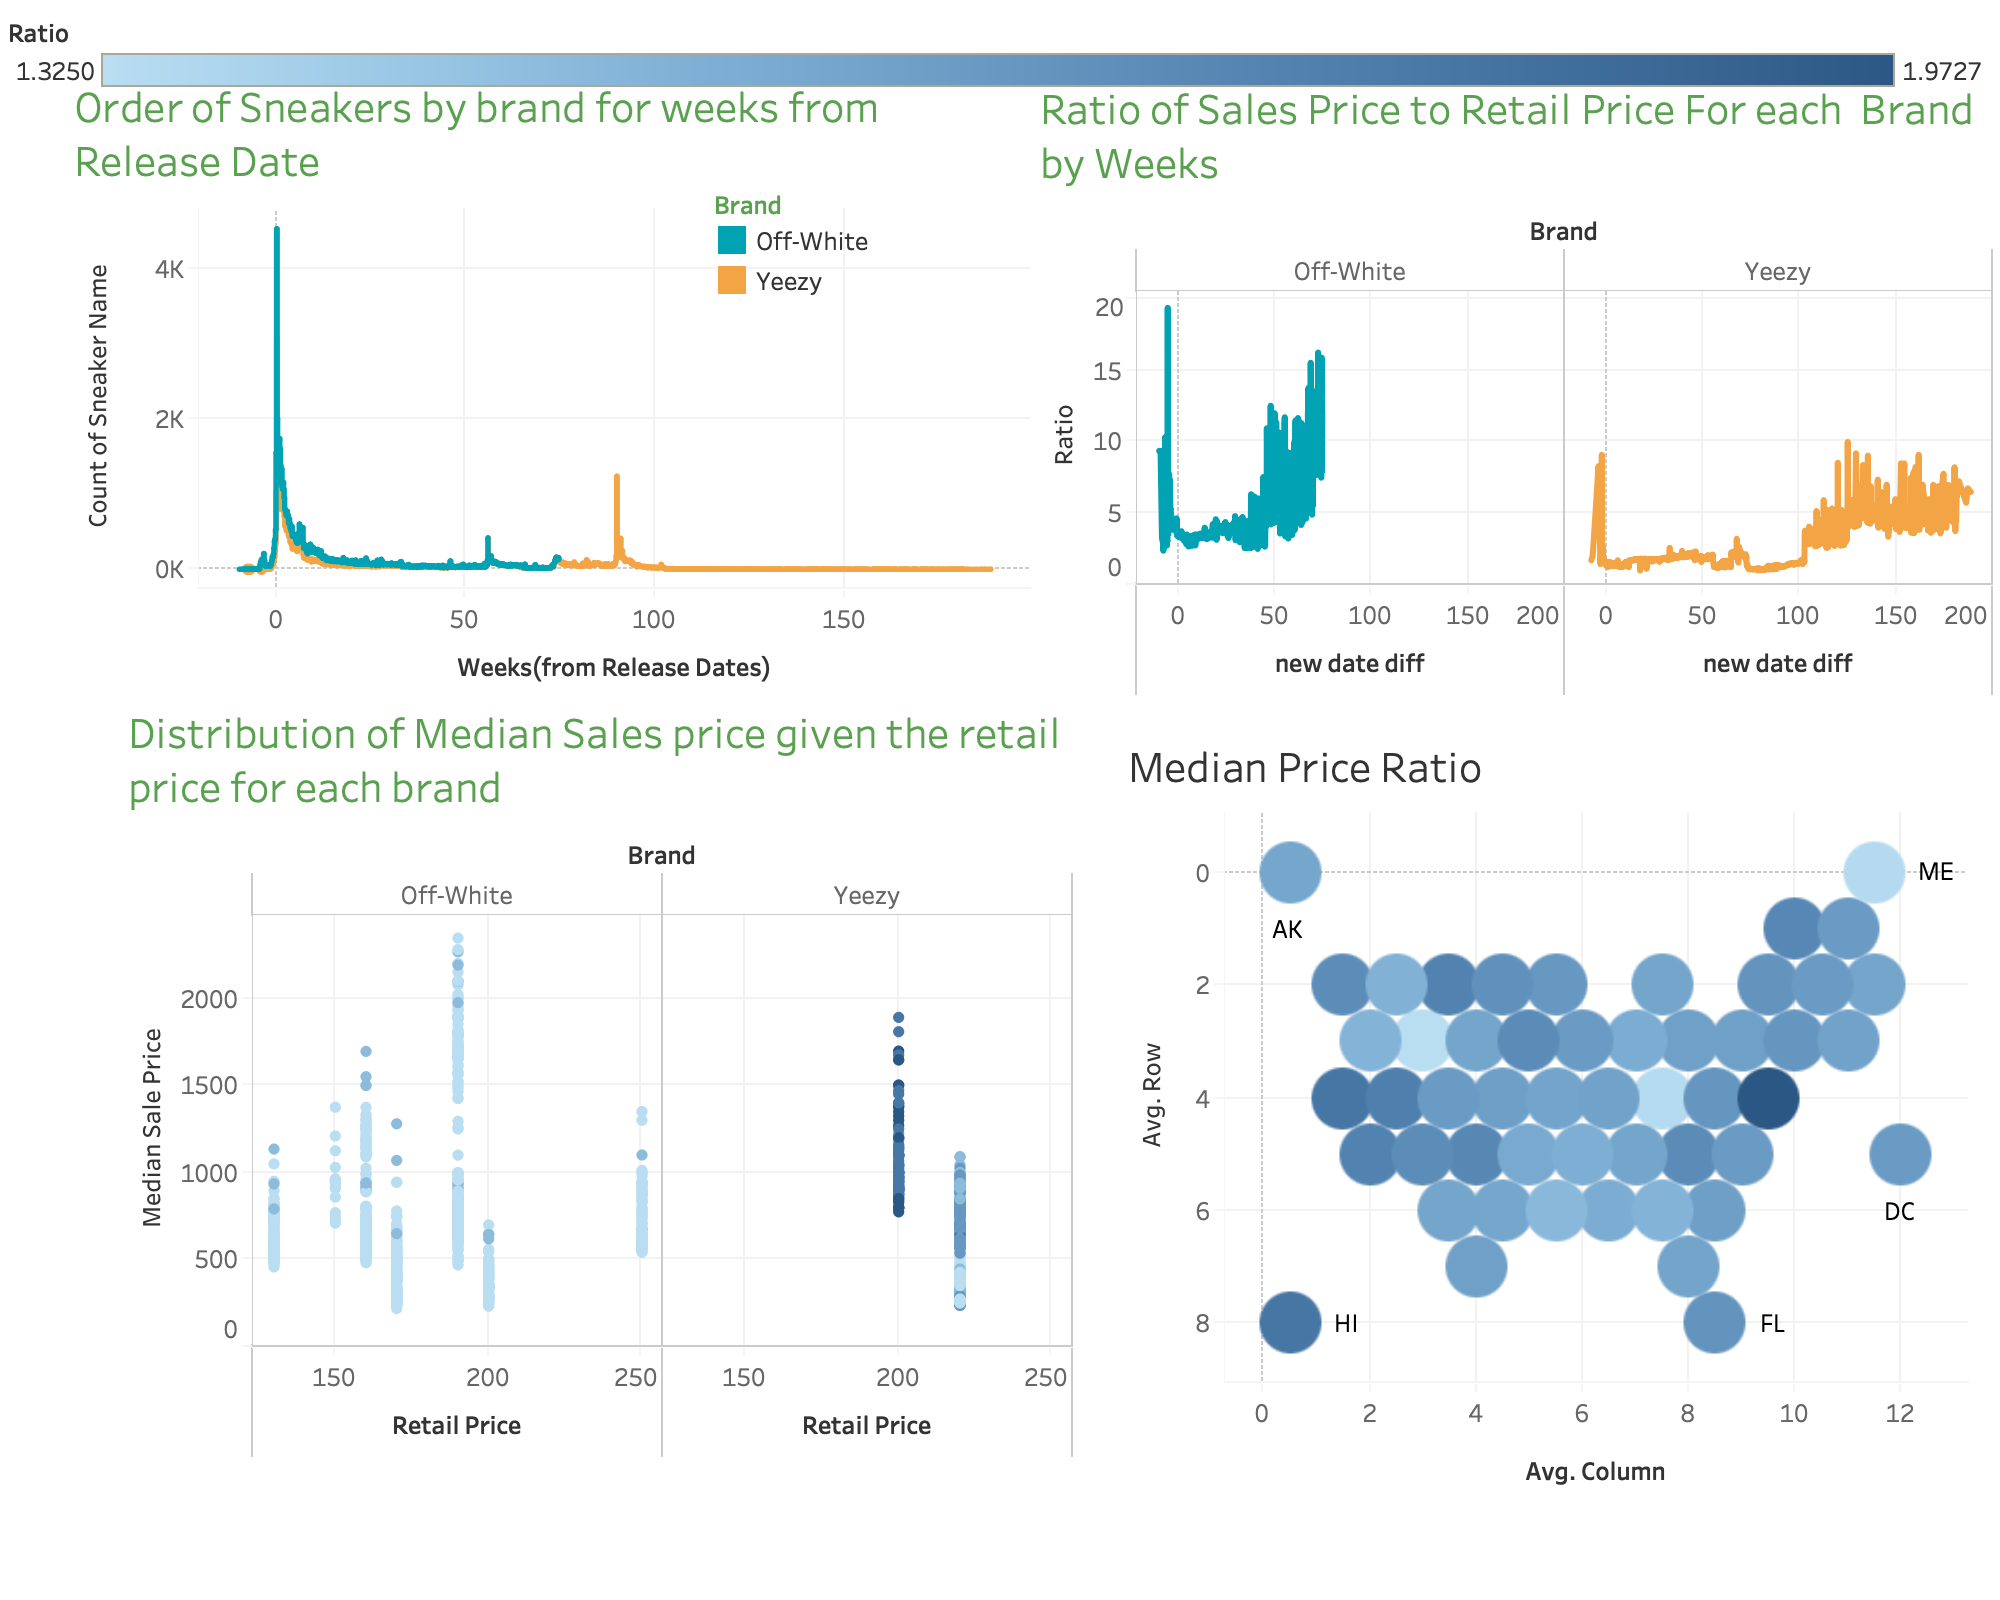 Ratio
1.3250
1.9727
Order of Sneakers by brand for weeks from
Release Date
Brand
Off-White
Yeezy
Count of Sneaker Name
4K
2K
0K
0
50
100
150
Weeks(from Release Dates)
Ratio of Sales Price to Retail Price For each  Brand
by Weeks
Brand
Off-White
Yeezy
Ratio
20
15
10
5
0
0
50
100
150
200
0
50
100
150
200
new date diff
new date diff
Distribution of Median Sales price given the retail
price for each brand
Brand
Off-White
Yeezy
Median Sale Price
2000
1500
1000
500
0
150
200
250
150
200
250
Retail Price
Retail Price
Median Price Ratio
Avg. Row
0
2
4
6
8
AK
ME
DC
HI
FL
0
2
4
6
8
10
12
Avg. Column